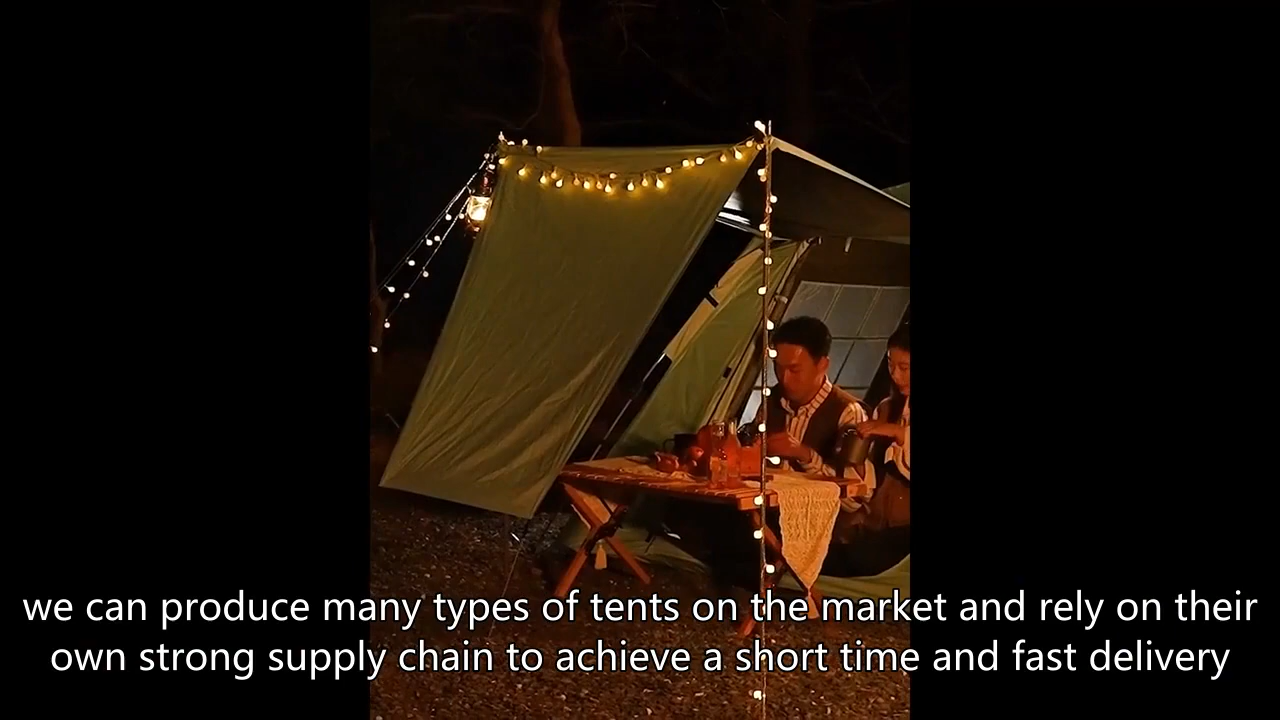 we can produce many types of tents on the market and rely on their
own strong supply chain to achieve a short time and fast delivery